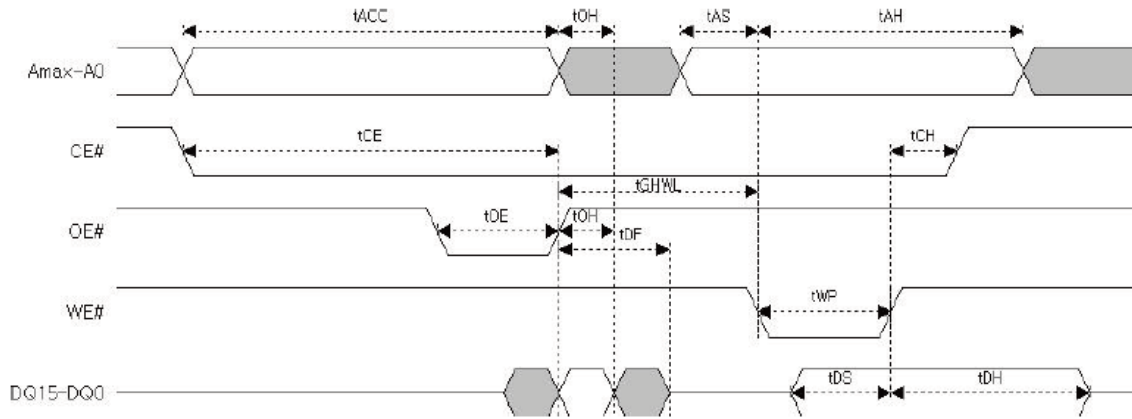 tACC tOH tAS tAH
Amax-A0
tCE tCH
CE#
tGHWL
tOE tOH
OE#
tDF
tWP
WE#
tDS tDH
DQ15-DQ0